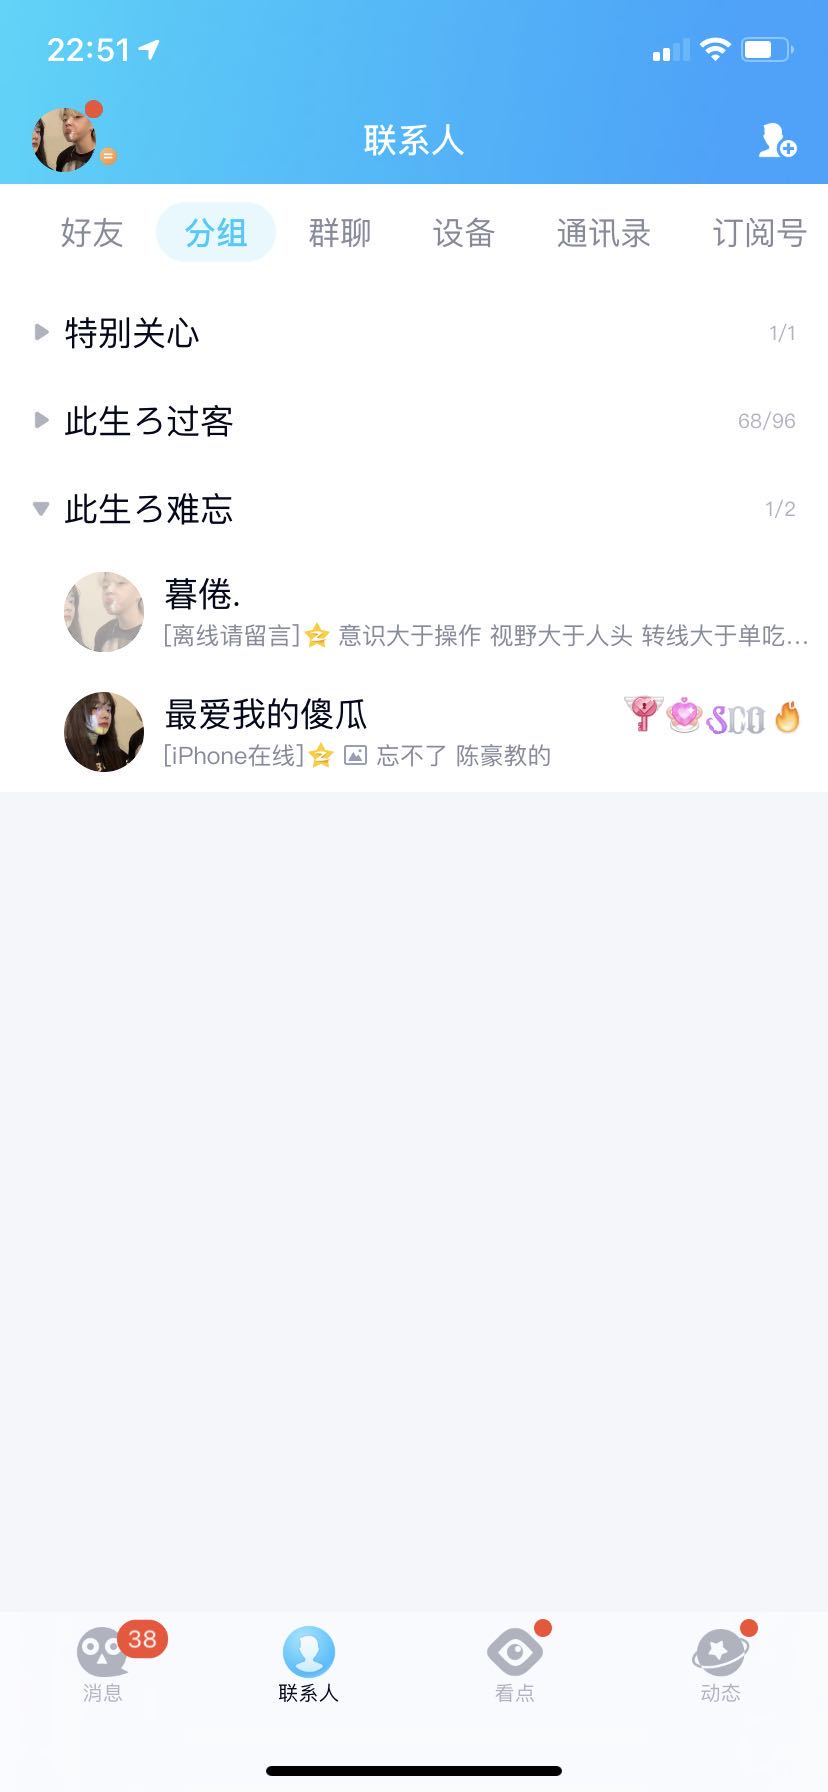 22:51
联系人
好友 分组 群聊 设备 通讯录 订阅号
特别关心 1/1
此生ろ过客 68/96
此生ろ难忘 1/2
暮倦.
[离线请留言] 意识大于操作 视野大于人头 转线大于单吃...
最爱我的傻瓜 SCO
[iPhone在线] 忘不了 陈豪教的
38
消息 联系人 看点 动态